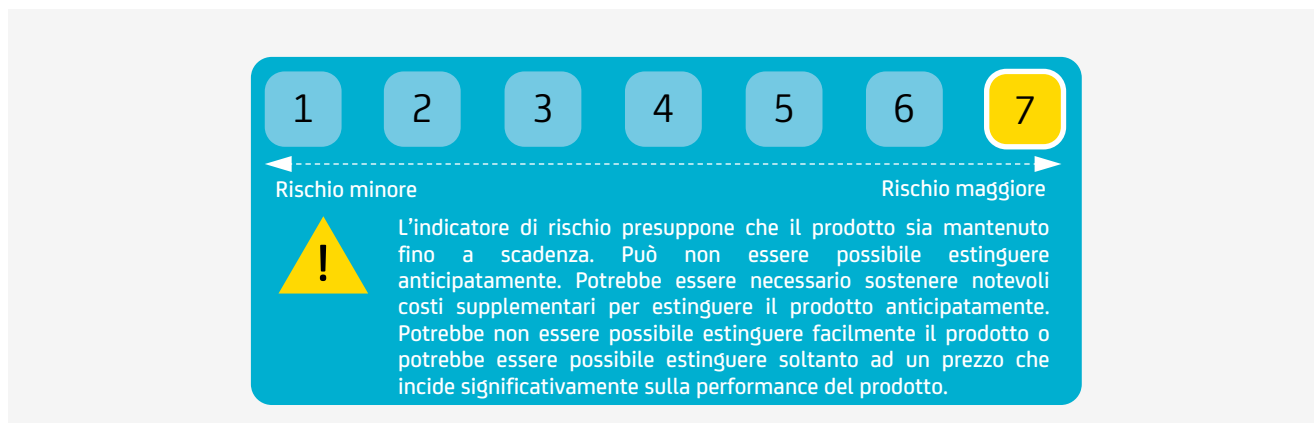 1 2 3 4 5 6 7
Rischio minore Rischio maggiore
!
L'indicatore di rischio presuppone che il prodotto sia mantenuto
fino a scadenza. Può non essere possibile estinguere
anticipatamente. Potrebbe essere necessario sostenere notevoli
costi supplementari per estinguere il prodotto anticipatamente.
Potrebbe non essere possibile estinguere facilmente il prodotto o
potrebbe essere possibile estinguere soltanto ad un prezzo che
incide significativamente sulla performance del prodotto.